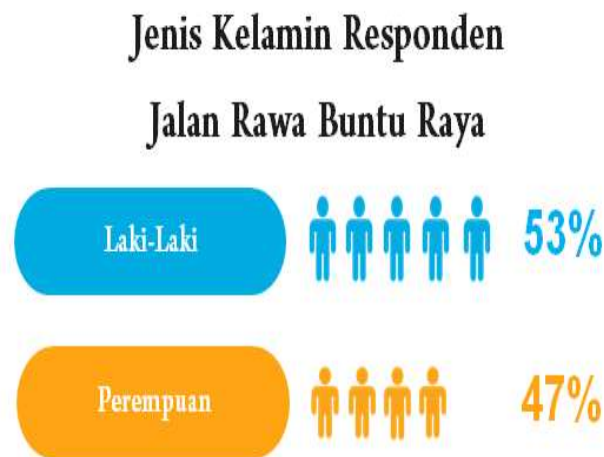 Jenis Kelamin Responden
Jalan Rawa Buntu Raya
Laki-Laki 53%
Perempuan 47%